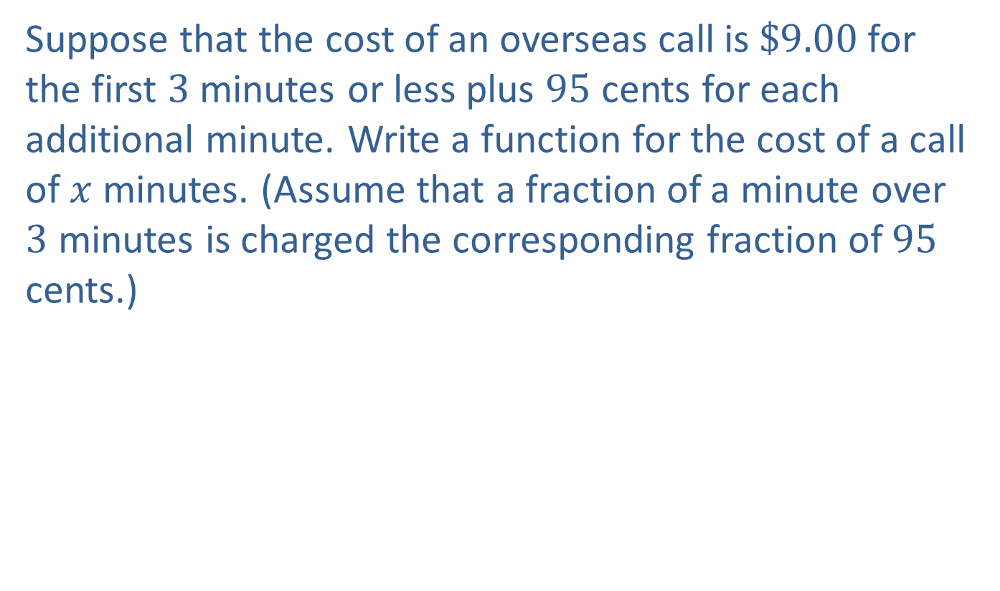 Suppose that the cost of an overseas call is $9.00 for
the first 3 minutes or less plus 95 cents for each
additional minute. Write a function for the cost of a call
of x minutes. (Assume that a fraction of a minute over
3 minutes is charged the corresponding fraction of 95
cents.)